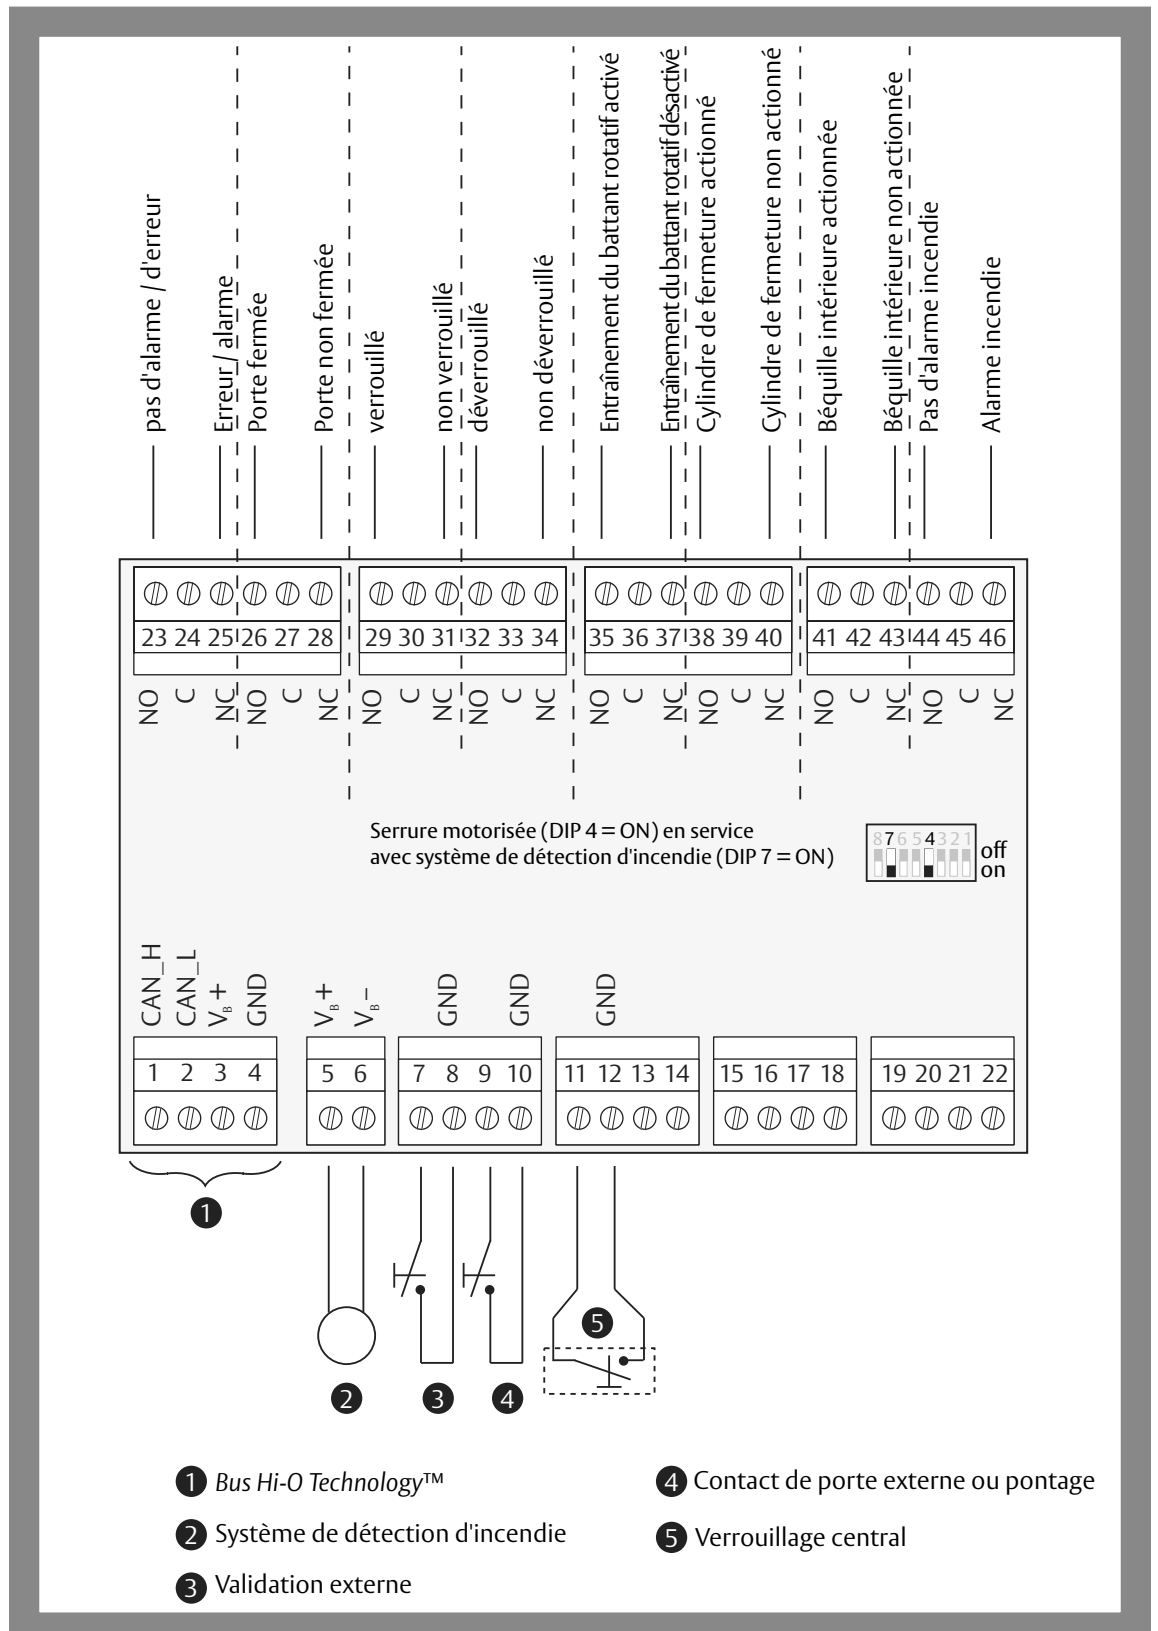 pas d'alarme / d'erreur
Erreur / alarme
Porte fermée
Porte non fermée
verrouillé
non verrouillé
déverrouillé
non déverrouillé
Entraînement du battant rotatif activé
Entraînement du battant rotatif désactivé
Cylindre de fermeture actionné
Cylindre de fermeture non actionné
Béquille intérieure actionnée
Béquille intérieure non actionnée
Pas d'alarme incendie
Alarme incendie
23 24 25 26 27 28 29 30 31 32 33 34 35 36 37 38 39 40 41 42 43 44 45 46
NO C NC NO C NC NO C NC NO C NC NO C NC NO C NC NO C NC NO C NC
Serrure motorisée (DIP 4 = ON) en service
avec système de détection d'incendie (DIP 7 = ON)
8 7 6 5 4 3 2 1
off
on
CAN_H
CAN_L
VB +
GND
VB +
VB –
GND
GND
GND
1 2 3 4 5 6 7 8 9 10 11 12 13 14 15 16 17 18 19 20 21 22
1
5
2
3
4
1 Bus Hi-O Technology™
2 Système de détection d'incendie
3 Validation externe
4 Contact de porte externe ou pontage
5 Verrouillage central